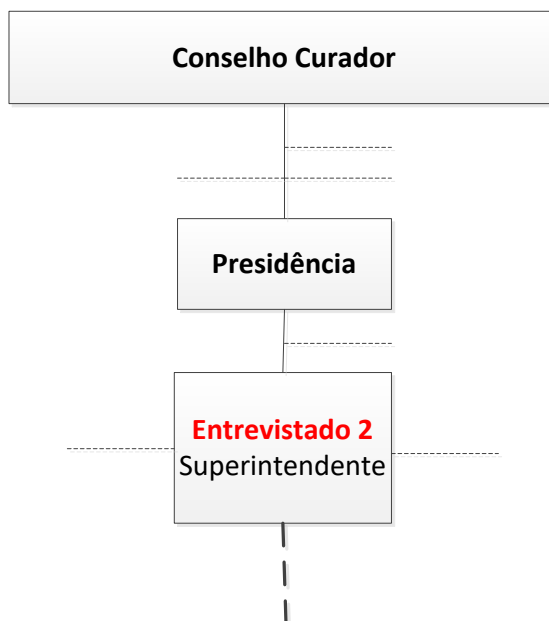 Conselho Curador
Presidência
Entrevistado 2
Superintendente